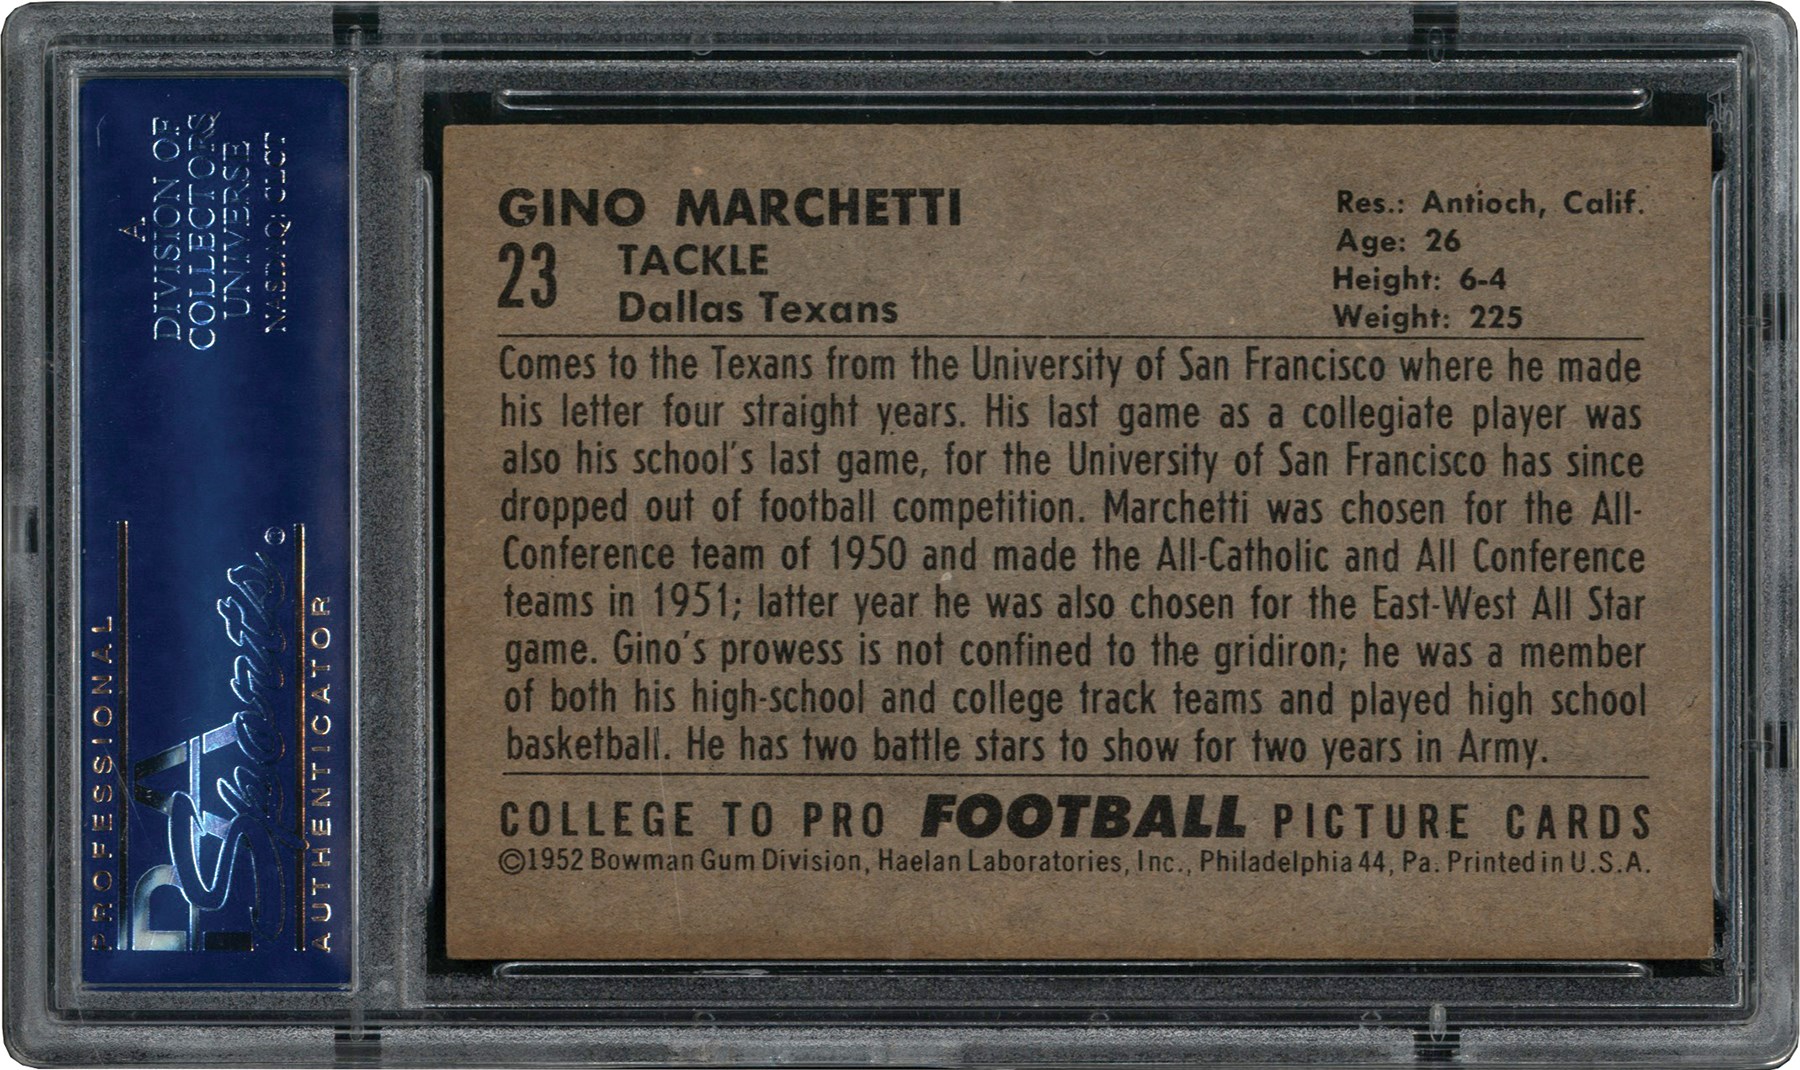 A
DIVISION OF
COLLECTORS
UNIVERSE
NASDAQ: CLCT
PROFESSIONAL
PSA
Sports
AUTHENTICATOR
GINO MARCHETTI
23 TACKLE
Dallas Texans
Res.: Antioch, Calif.
Age: 26
Height: 6-4
Weight: 225
Comes to the Texans from the University of San Francisco where he made
his letter four straight years. His last game as a collegiate player was
also his school's last game, for the University of San Francisco has since
dropped out of football competition. Marchetti was chosen for the All-
Conference team of 1950 and made the All-Catholic and All Conference
teams in 1951; latter year he was also chosen for the East-West All Star
game. Gino's prowess is not confined to the gridiron; he was a member
of both his high-school and college track teams and played high school
basketball. He has two battle stars to show for two years in Army.
COLLEGE TO PRO FOOTBALL PICTURE CARDS
©1952 Bowman Gum Division, Haelan Laboratories, Inc., Philadelphia 44, Pa. Printed in U.S.A.